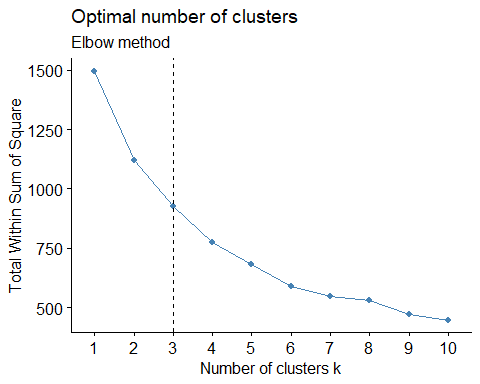 Optimal number of clusters
Elbow method
Total Within Sum of Square
1500
1250
1000
750
500
1 2 3 4 5 6 7 8 9 10
Number of clusters k